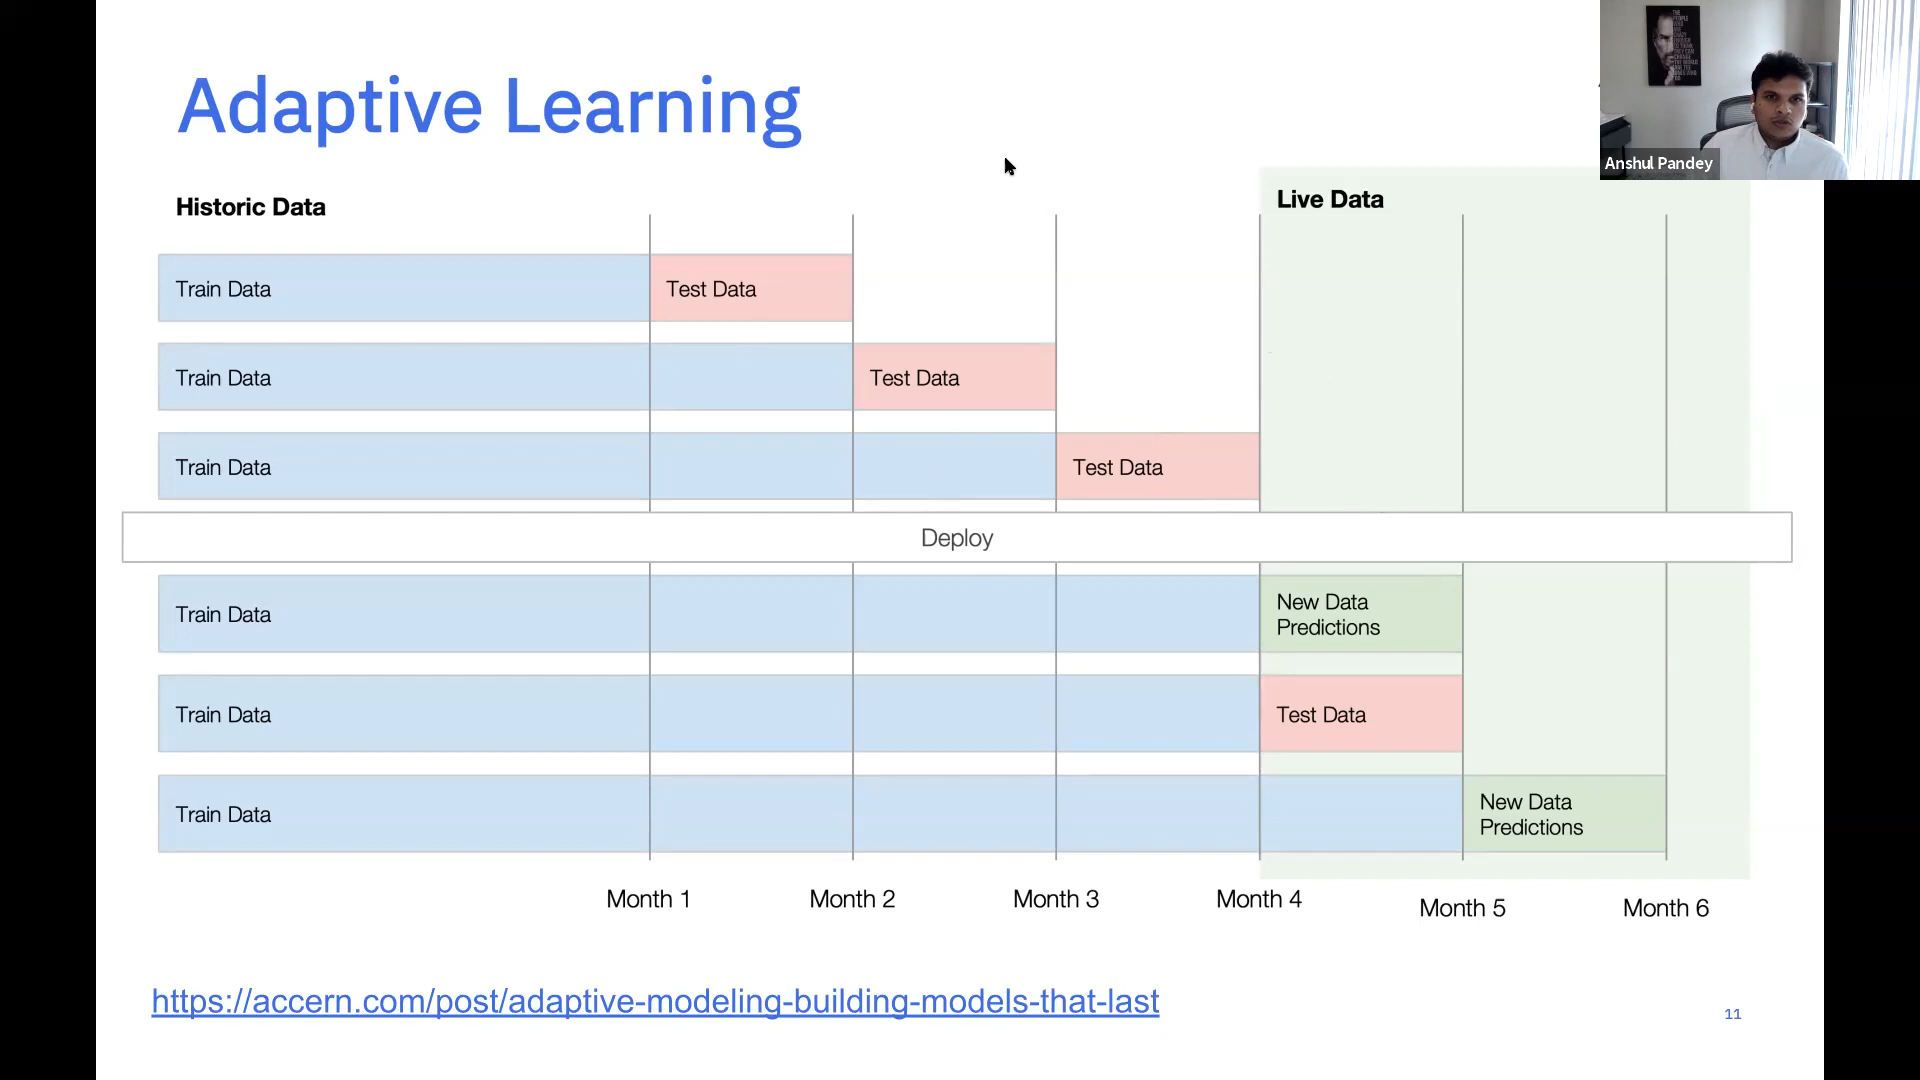 Adaptive Learning
Anshul Pandey
Historic Data
Live Data
Train Data
Test Data
Train Data
Test Data
Train Data
Test Data
Deploy
Train Data
New Data
Predictions
Train Data
Test Data
Train Data
New Data
Predictions
Month 1
Month 2
Month 3
Month 4
Month 5
Month 6
https://accern.com/post/adaptive-modeling-building-models-that-last
11